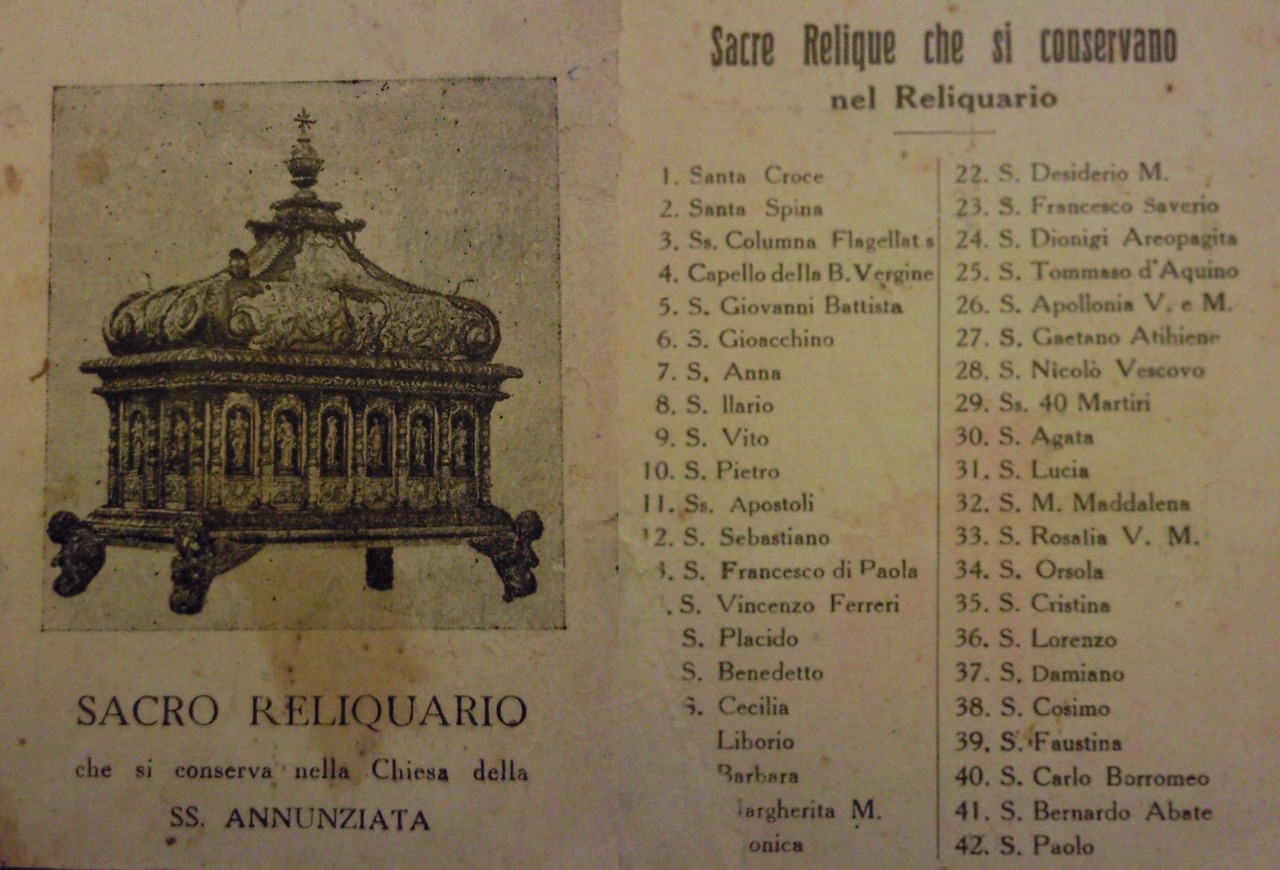 SACRO RELIQUARIO
che si conserva nella Chiesa della
SS. ANNUNZIATA
Sacre Relique che si conservano
nel Reliquario
1. Santa Croce
2. Santa Spina
3. Ss. Columna Flagellat s
4. Capello della B. Vergine
5. S. Giovanni Battista
6. S. Gioacchino
7. S. Anna
8. S. Ilario
9. S. Vito
10. S. Pietro
11. Ss. Apostoli
12. S. Sebastiano
3. S. Francesco di Paola
. S. Vincenzo Ferreri
S. Placido
S. Benedetto
S. Cecilia
Liborio
Barbara
argherita M.
onica
22. S. Desiderio M.
23. S. Francesco Saverio
24. S. Dionigi Areopagita
25. S. Tommaso d'Aquino
26. S. Apollonia V. e M.
27. S. Gaetano Atihiene
28. S. Nicolò Vescovo
29. Ss. 40 Martiri
30. S. Agata
31. S. Lucia
32. S. M. Maddalena
33. S. Rosalia V. M.
34. S. Orsola
35. S. Cristina
36. S. Lorenzo
37. S. Damiano
38. S. Cosimo
39. S. Faustina
40. S. Carlo Borromeo
41. S. Bernardo Abate
42. S. Paolo